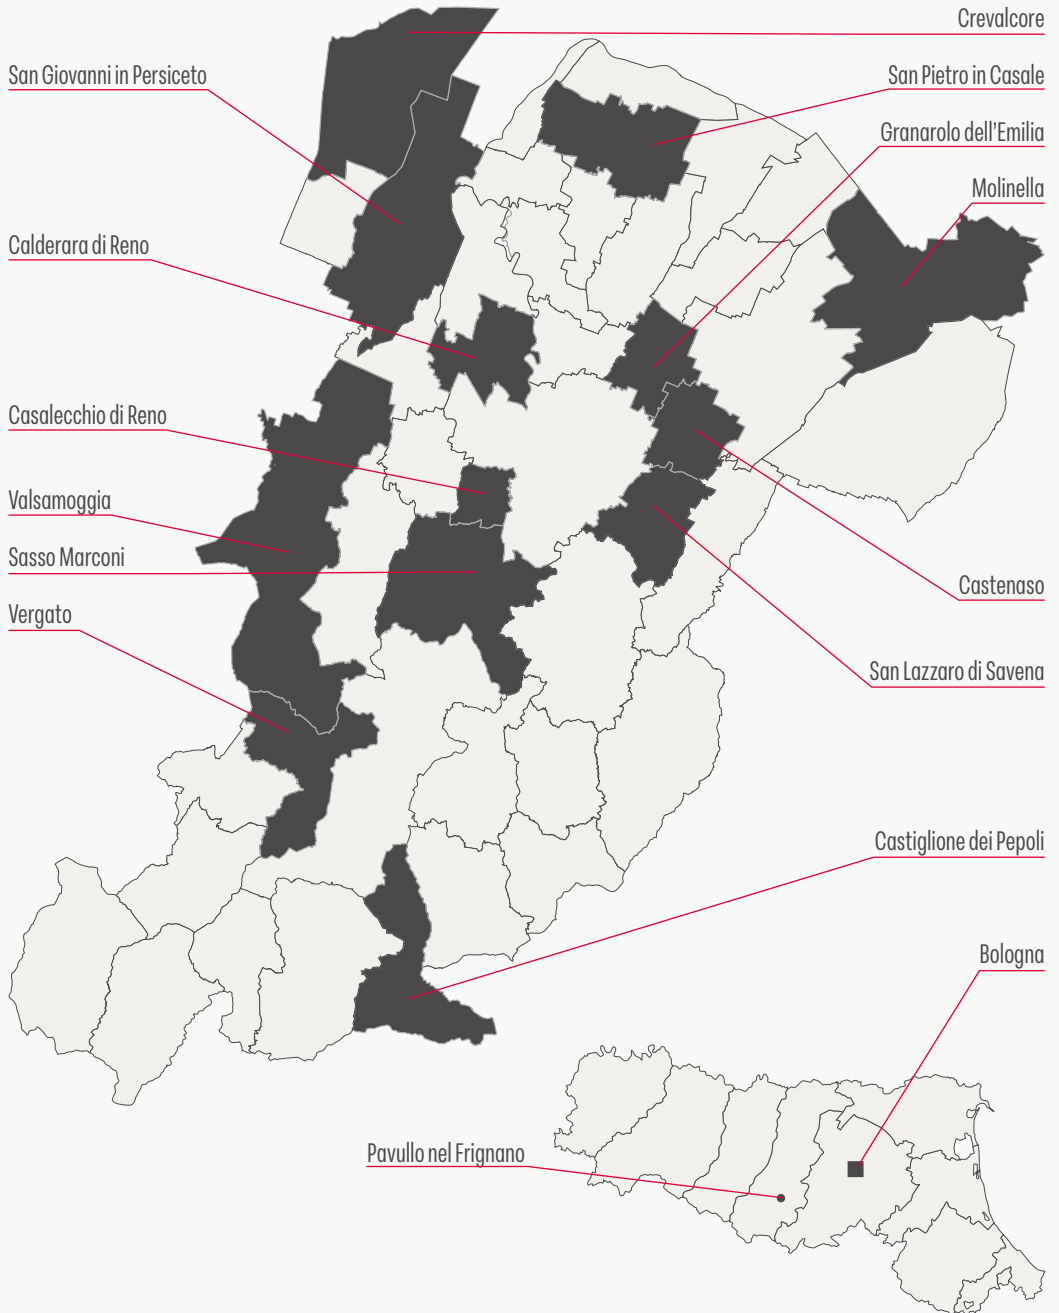 Crevalcore
San Giovanni in Persiceto
San Pietro in Casale
Granarolo dell'Emilia
Molinella
Calderara di Reno
Casalecchio di Reno
Valsamoggia
Sasso Marconi
Castenaso
Vergato
San Lazzaro di Savena
Castiglione dei Pepoli
Bologna
Pavullo nel Frignano